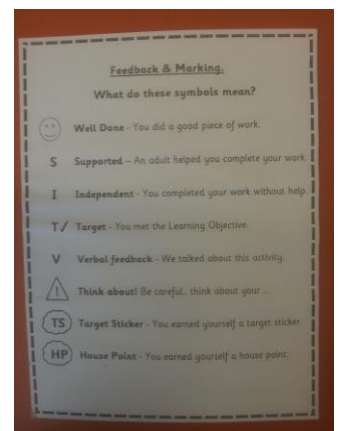 Feedback & Marking.
What do these symbols mean?
Well Done - You did a good piece of work.
S Supported – An adult helped you complete your work.
I Independent - You completed your work without help.
T/ Target - You met the Learning Objective.
V Verbal feedback - We talked about this activity.
! Think about! Be careful.. think about your ...
TS Target Sticker - You earned yourself a target sticker.
HP House Point - You earned yourself a house point.